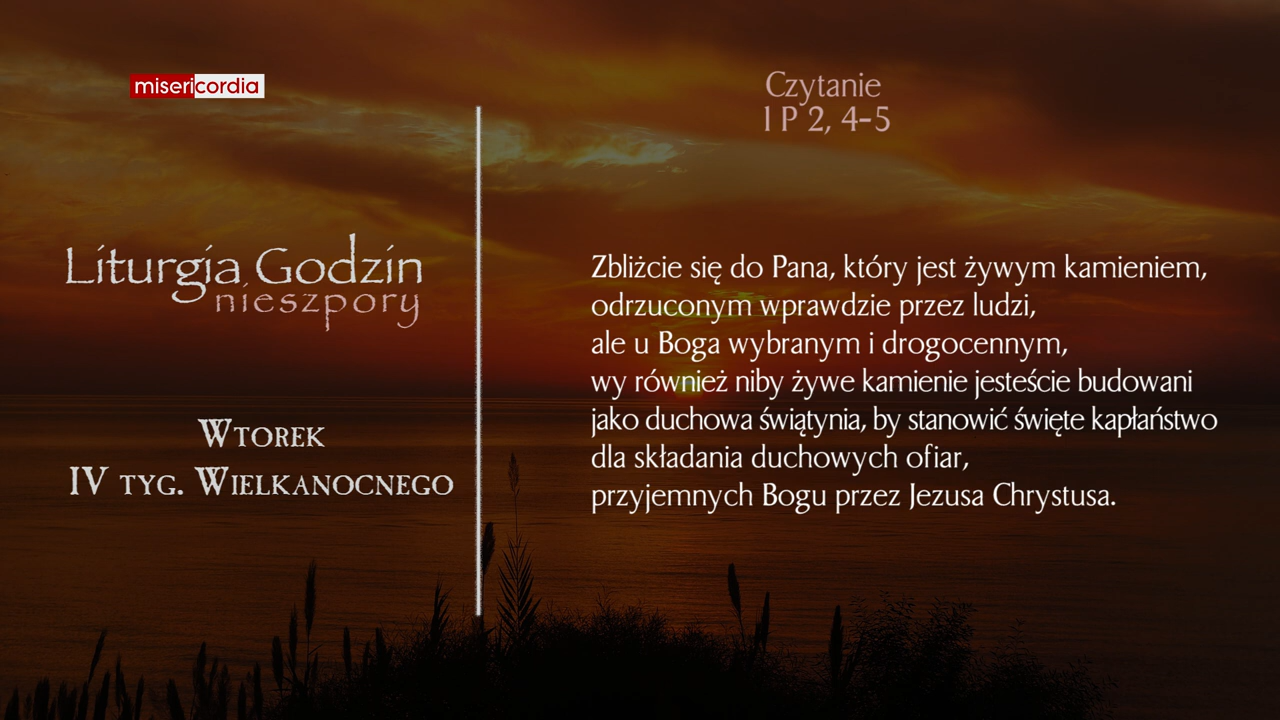 misericordia
Liturgia Godzin
nieszpory
Wtorek
IV tyg. Wielkanocnego
Czytanie
1 P 2, 4-5
Zbliżcie się do Pana, który jest żywym kamieniem,
odrzuconym wprawdzie przez ludzi,
ale u Boga wybranym i drogocennym,
wy również niby żywe kamienie jesteście budowani
jako duchowa świątynia, by stanowić święte kapłaństwo
dla składania duchowych ofiar,
przyjemnych Bogu przez Jezusa Chrystusa.